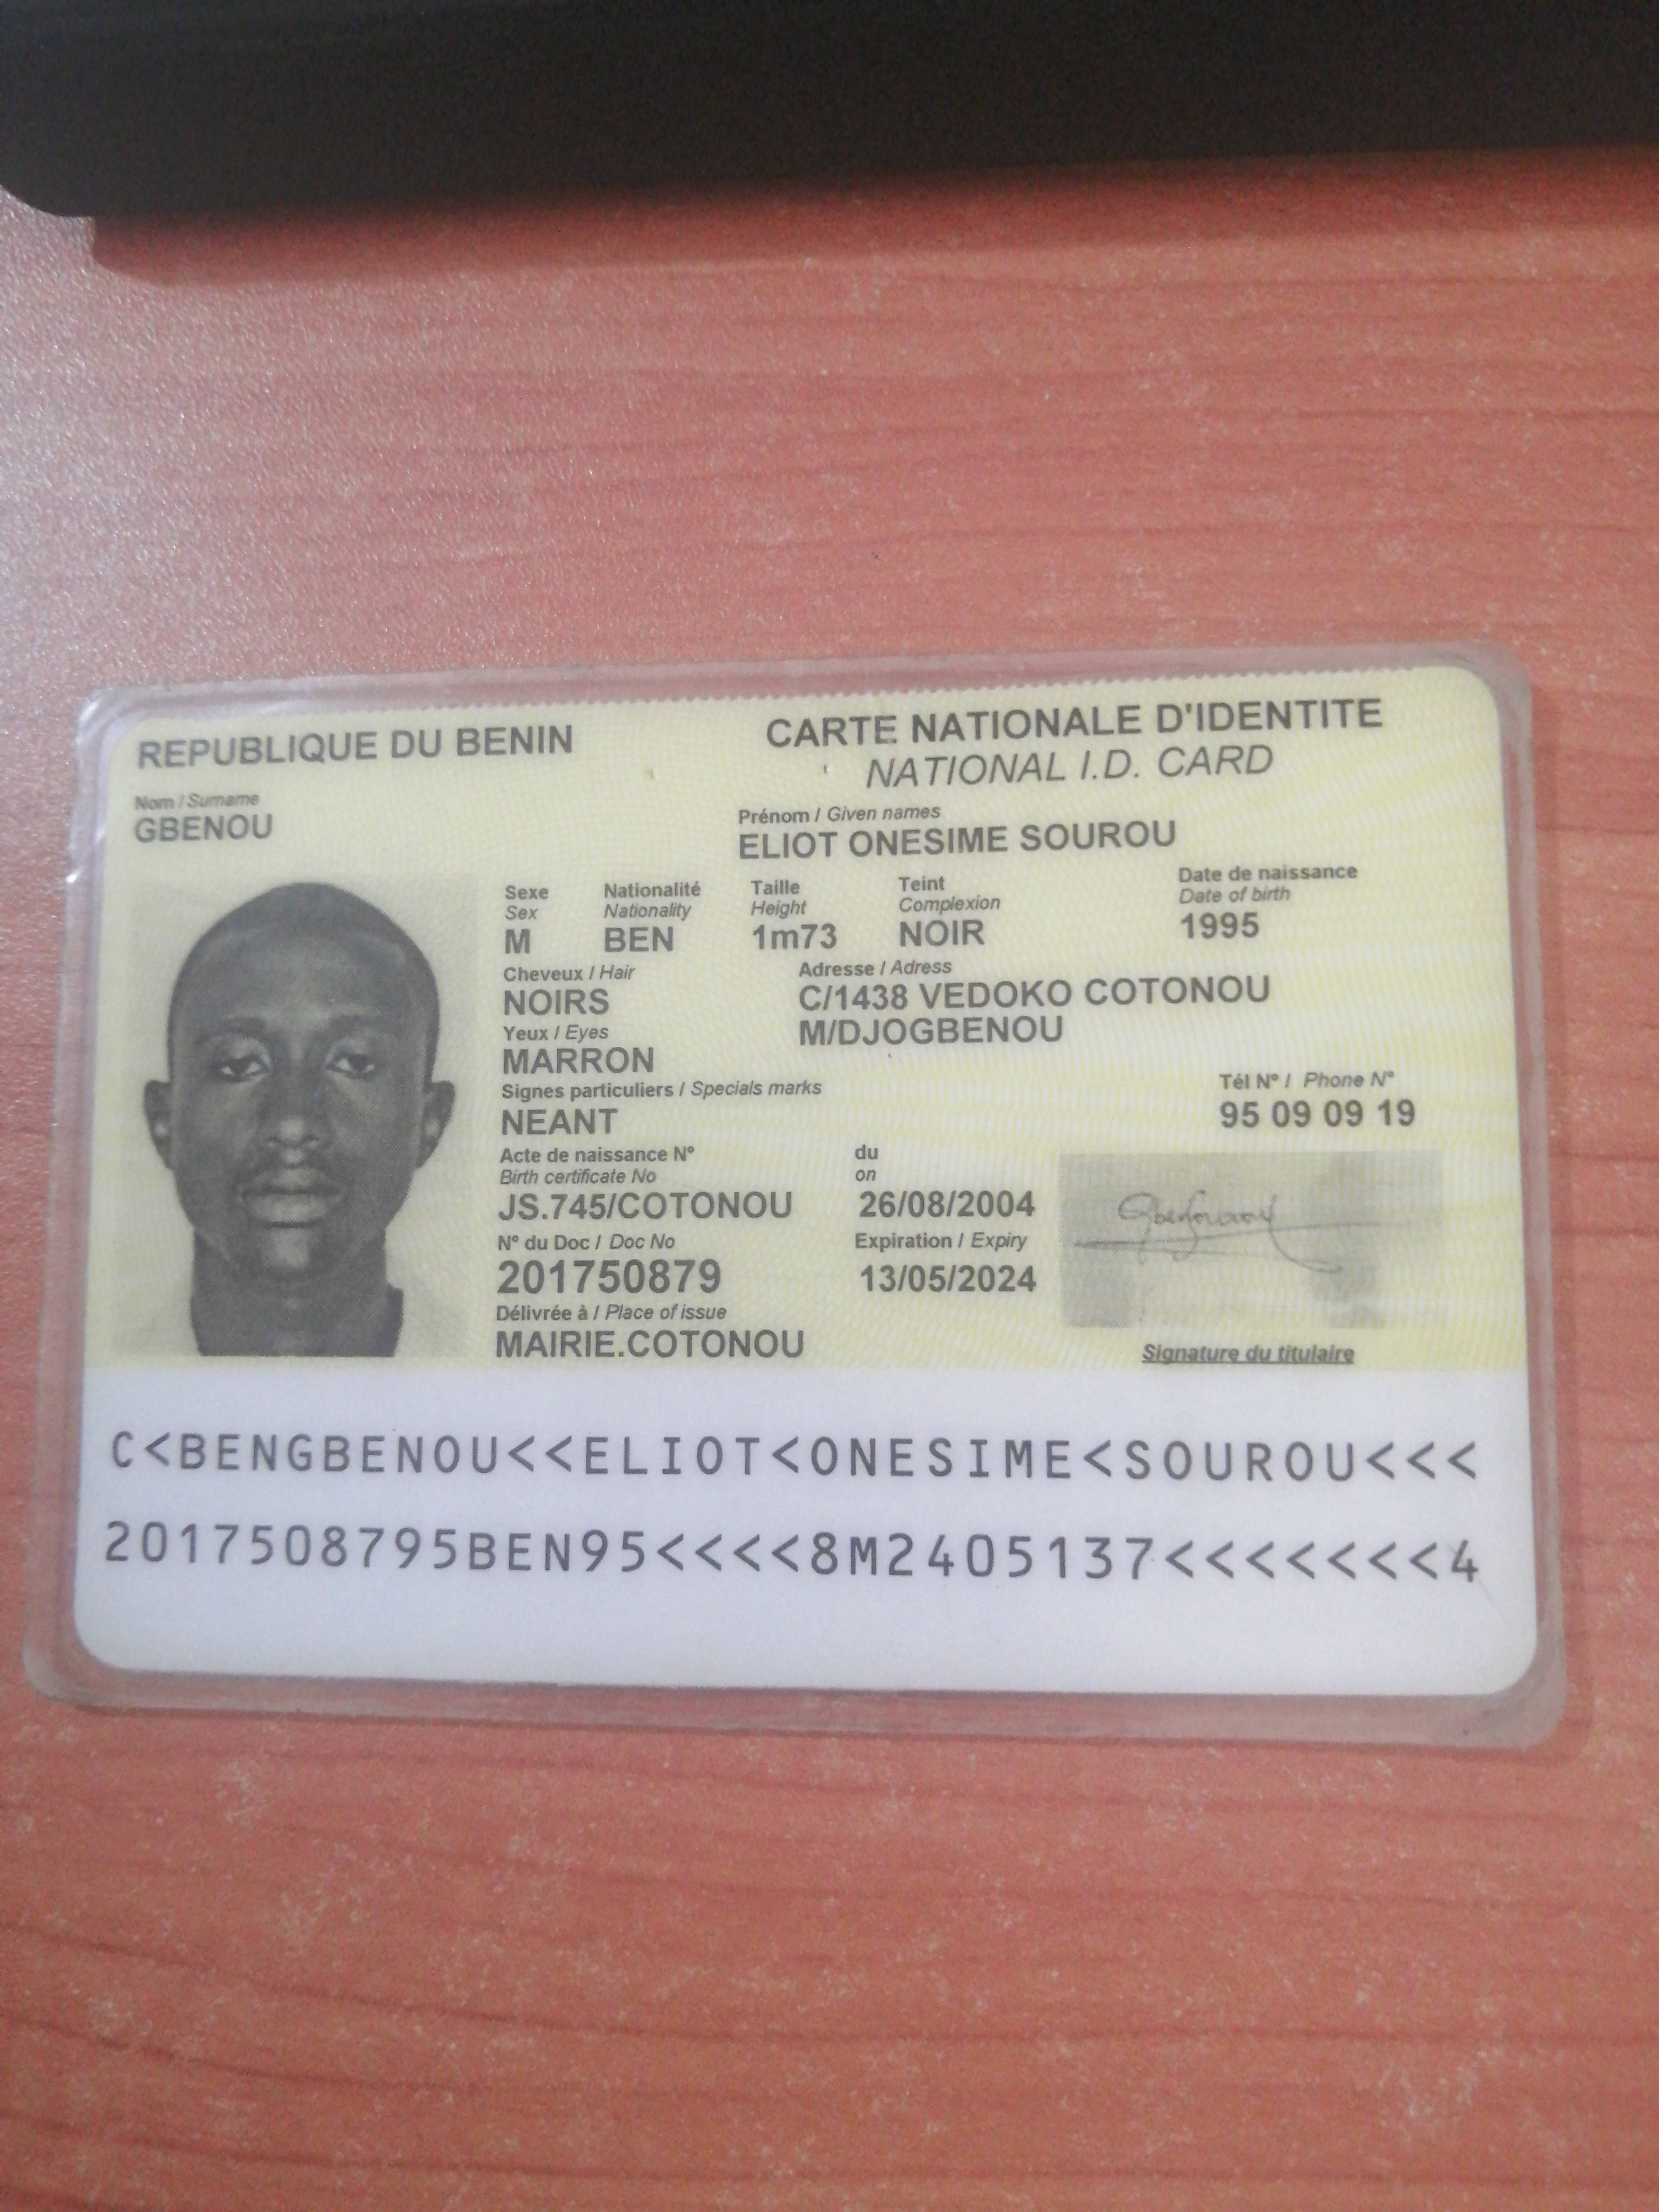 REPUBLIQUE DU BENIN
CARTE NATIONALE D'IDENTITE
NATIONAL I.D. CARD
Nom / Surname
GBENOU
Prénom / Given names
ELIOT ONESIME SOUROU
Sexe Nationalité Taille Teint Date de naissance
Sex Nationality Height Complexion Date of birth
M BEN 1m73 NOIR 1995
Cheveux / Hair Adresse / Adress
NOIRS C/1438 VEDOKO COTONOU
Yeux / Eyes M/DJOGBENOU
MARRON
Signes particuliers / Specials marks Tél N° / Phone N°
NEANT 95 09 09 19
Acte de naissance N° du
Birth certificate No on
JS.745/COTONOU 26/08/2004
N° du Doc / Doc No Expiration / Expiry
201750879 13/05/2024
Délivrée à / Place of issue
MAIRIE.COTONOU
Signature du titulaire
C<BENGBENOU<<ELIOT<ONESIME<SOUROU<<<
2017508795BEN95<<<<8M2405137<<<<<<<4